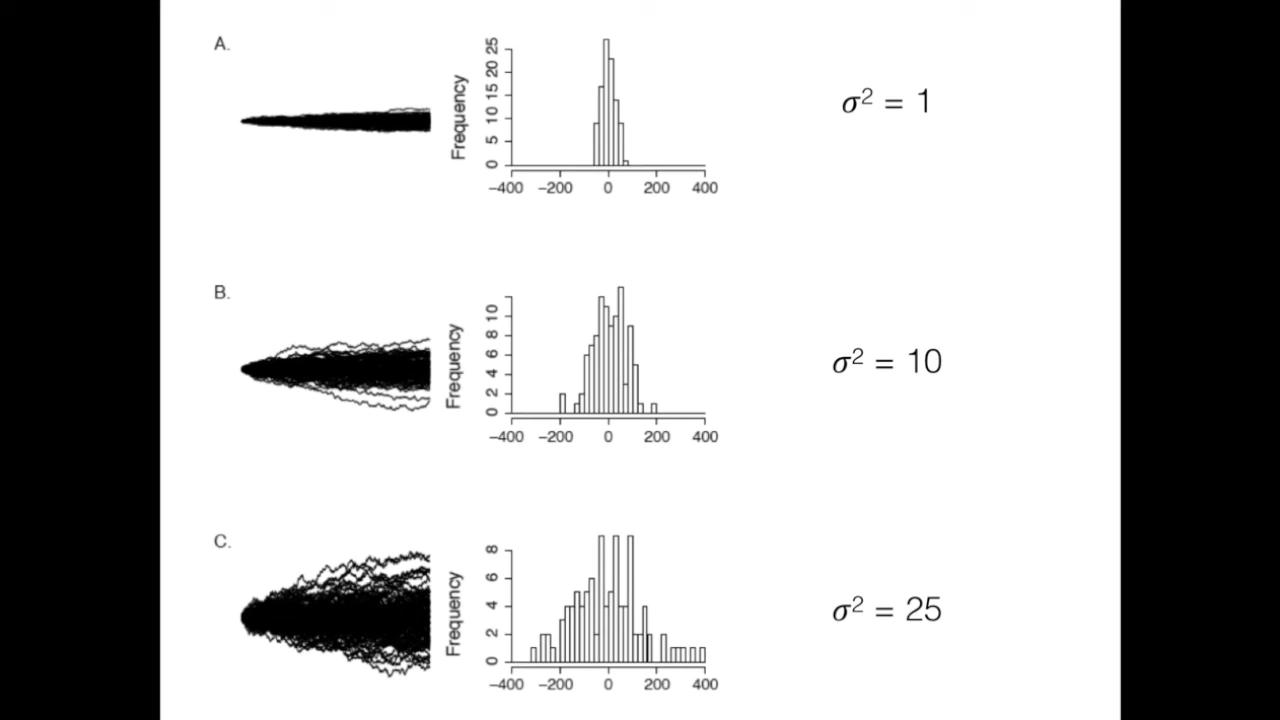 A.
Frequency
0 5 10 15 20 25
−400 −200 0 200 400
σ² = 1
B.
Frequency
0 2 4 6 8 10
−400 −200 0 200 400
σ² = 10
C.
Frequency
0 2 4 6 8
−400 −200 0 200 400
σ² = 25